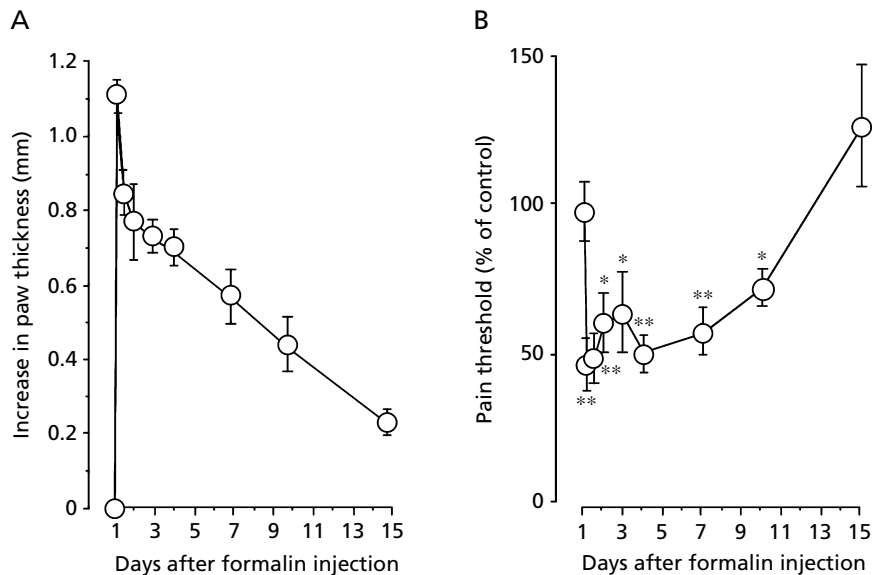 A
Increase in paw thickness (mm)
1.2
1.0
0.8
0.6
0.4
0.2
0
1 3 5 7 9 11 13 15
Days after formalin injection
B
Pain threshold (% of control)
150
100
50
0
*
*
**
**
*
**
**
1 3 5 7 9 11 13 15
Days after formalin injection